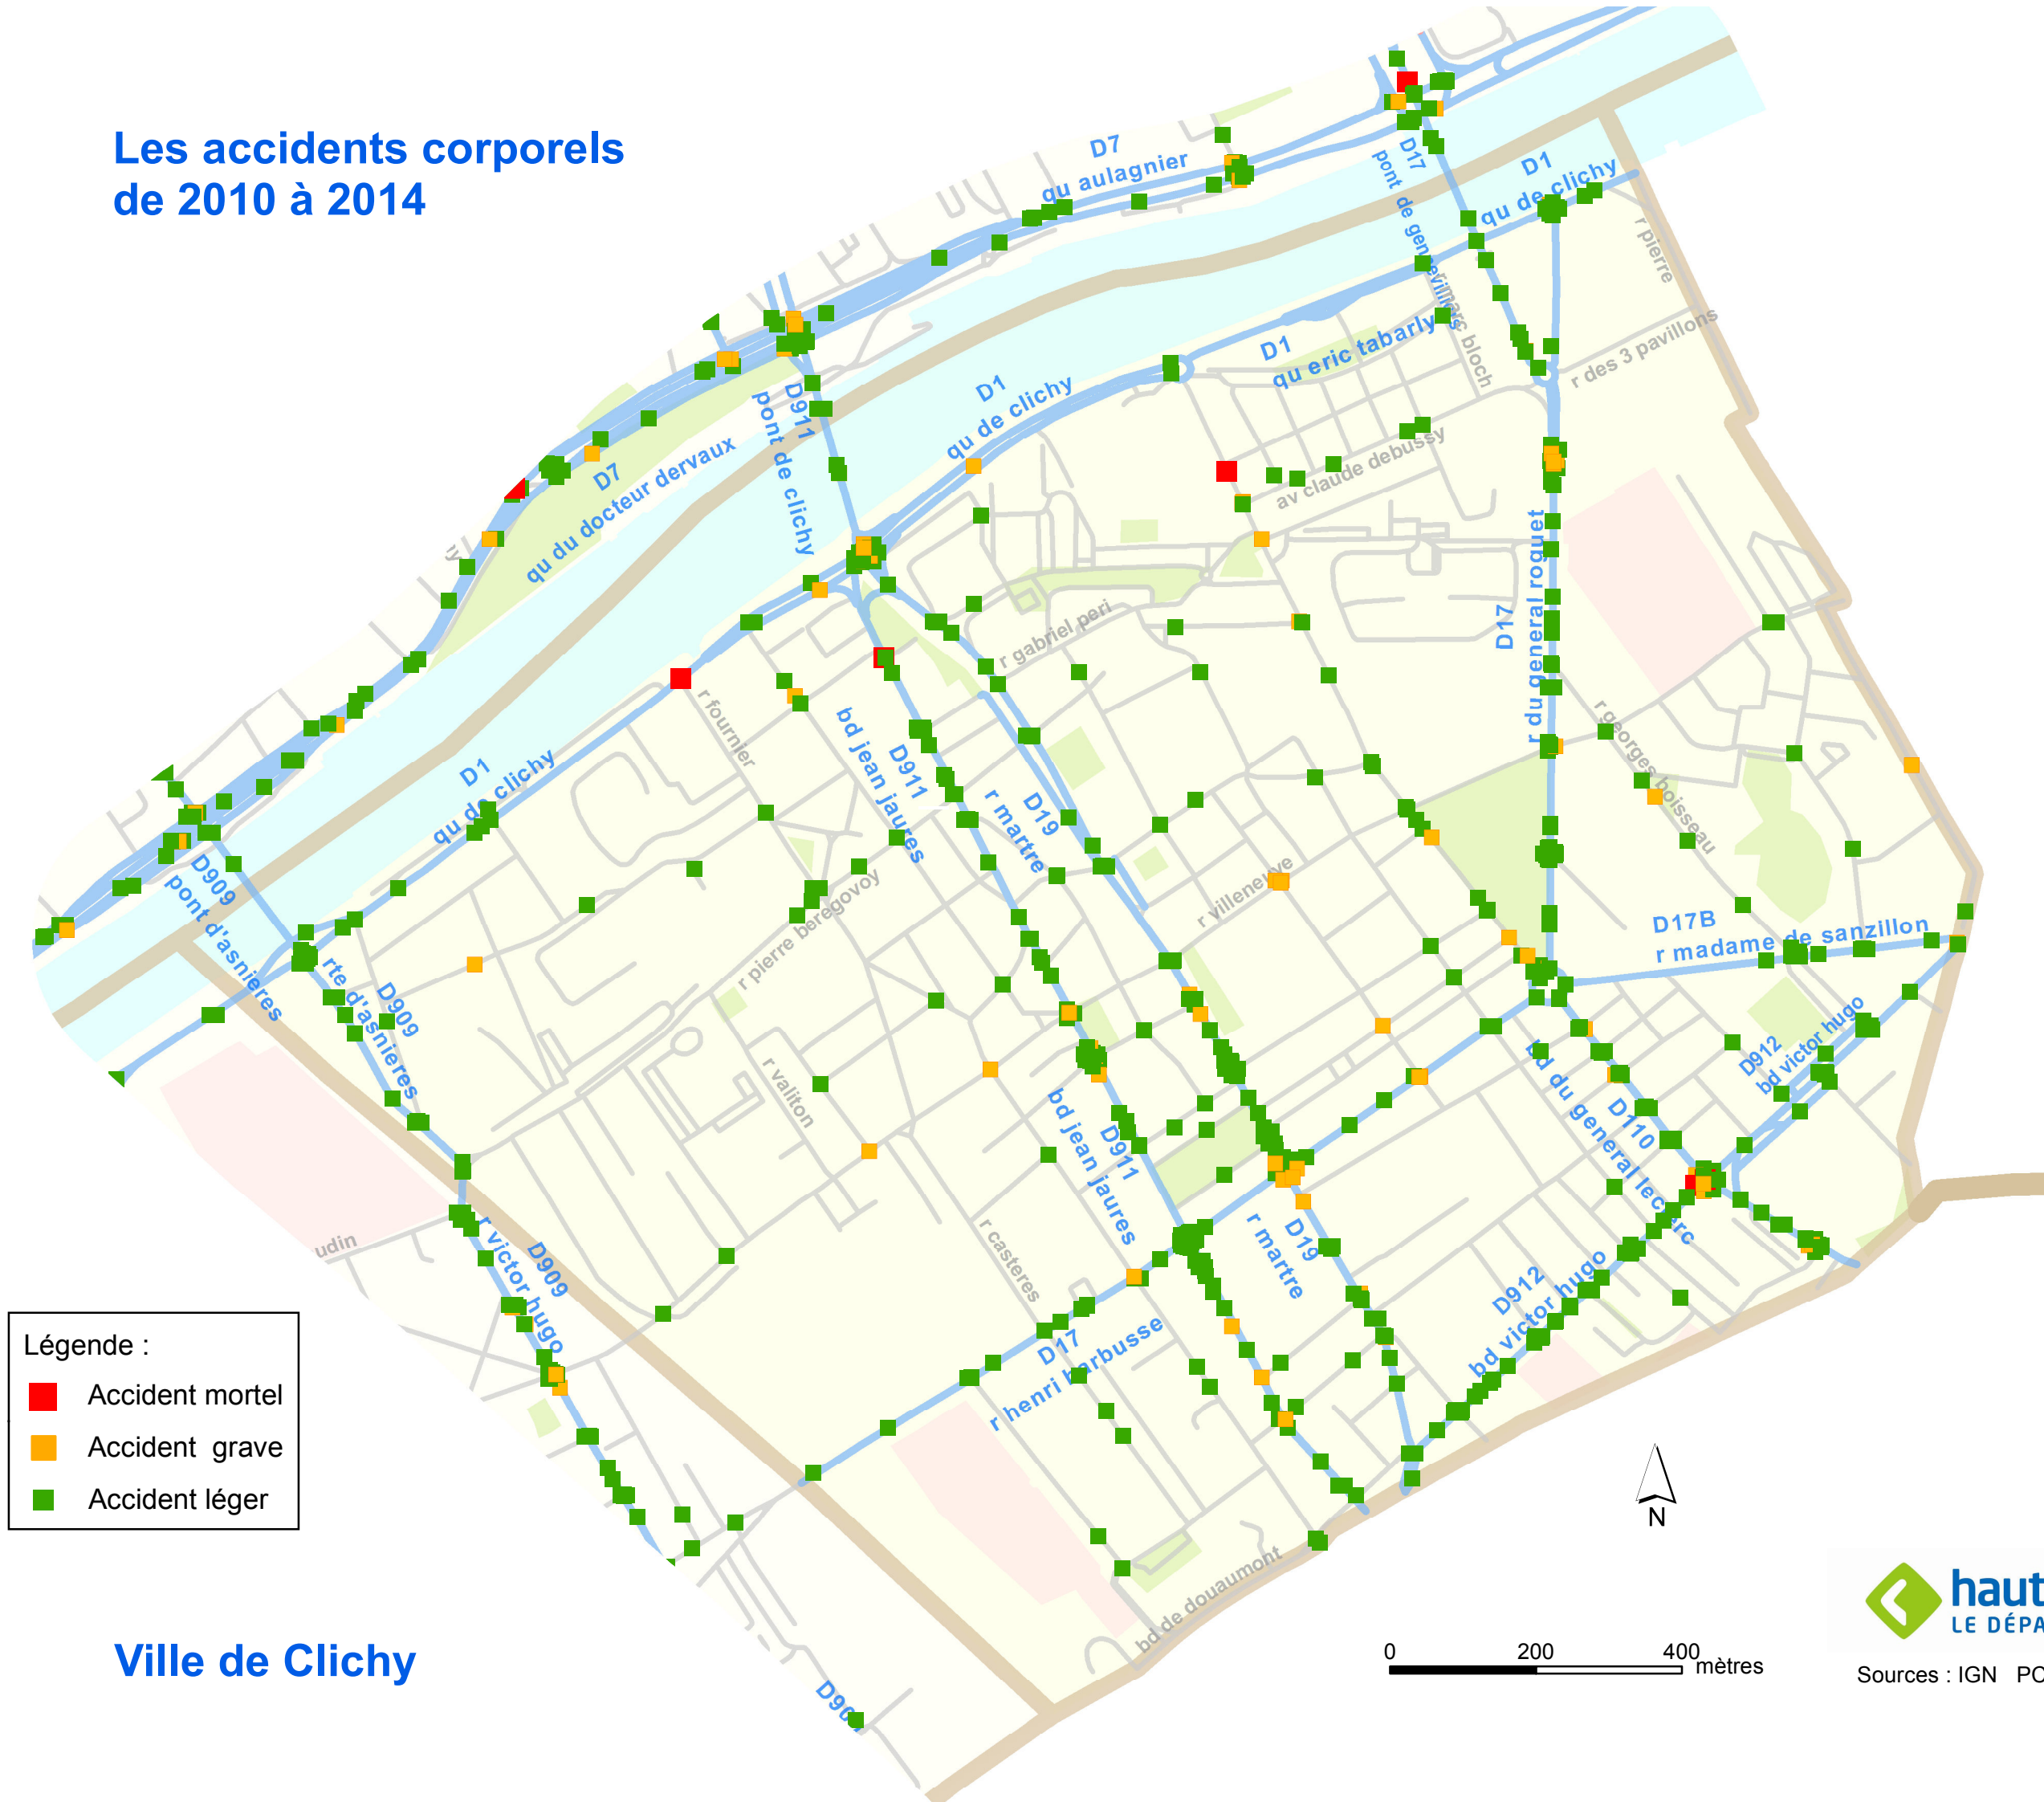 Les accidents corporels
de 2010 à 2014
D7
qu aulagnier
D17
pont de gennevilliers
D1
qu de clichy
r pierre
D1
qu eric tabarly
r marc bloch
r des 3 pavillons
D911
pont de clichy
D1
qu de clichy
D7
qu du docteur dervaux
av claude debussy
D17
r du general roguet
r gabriel peri
r fournier
D1
qu de clichy
bd jean jaures
D911
r martre
D19
r georges boisseau
D909
pont d'asnieres
r pierre beregovoy
r villeneuve
D17B
r madame de sanzillon
rte d'asnieres
D909
r valiton
bd jean jaures
D911
bd du general leclerc
D110
D912
bd victor hugo
udin
r victor hugo
D909
r casteres
r martre
D19
D17
r henri barbusse
D912
bd victor hugo
Légende :
Accident mortel
Accident grave
Accident léger
N
bd de douaumont
0 200 400 mètres
Ville de Clichy
haut
LE DÉPA
Sources : IGN PC